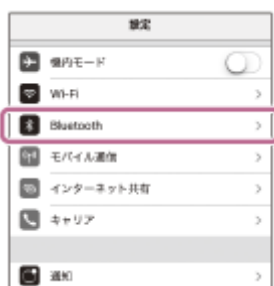 設定
機内モード
Wi-Fi
Bluetooth
モバイル通信
インターネット共有
キャリア
通知